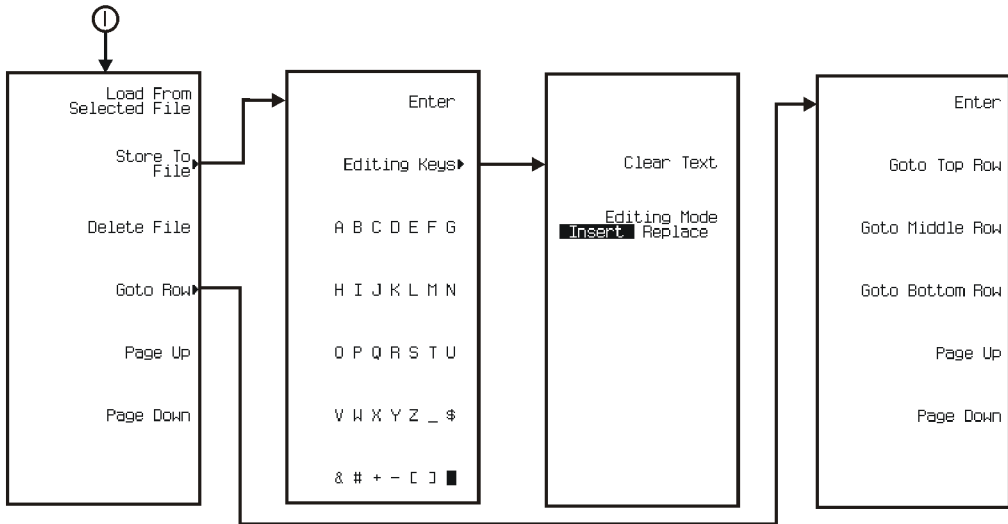 I
Load From
Selected File
Store To
File
Delete File
Goto Row
Page Up
Page Down
Enter
Editing Keys
A B C D E F G
H I J K L M N
O P Q R S T U
V W X Y Z _ $
& # + - [ ]
Clear Text
Editing Mode
Insert Replace
Enter
Goto Top Row
Goto Middle Row
Goto Bottom Row
Page Up
Page Down